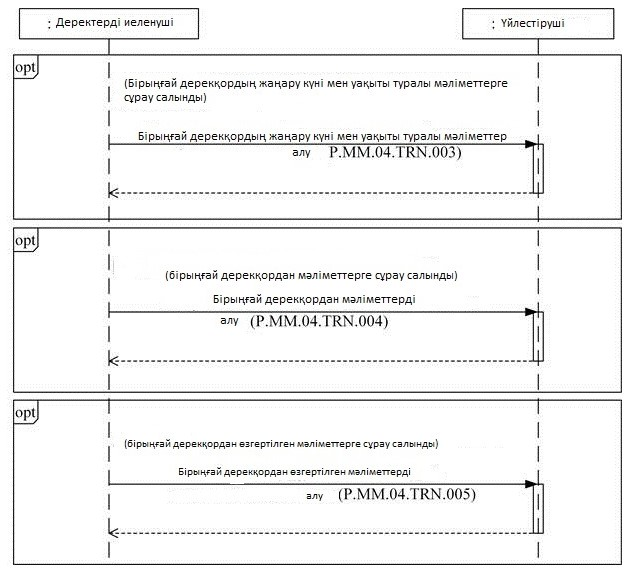 : Деректерді иеленуші
: Үйлестіруші
opt
(Бірыңғай дерекқордың жаңару күні мен уақыты туралы мәліметтерге
сұрау салынды)
Бірыңғай дерекқордың жаңару күні мен уақыты туралы мәліметтер
алу P.MM.04.TRN.003)
opt
(бірыңғай дерекқордан мәліметтерге сұрау салынды)
Бірыңғай дерекқордан мәліметтерді
алу (P.MM.04.TRN.004)
opt
(бірыңғай дерекқордан өзгертілген мәліметтерге сұрау салынды)
Бірыңғай дерекқордан өзгертілген мәліметтерді
алу (P.MM.04.TRN.005)